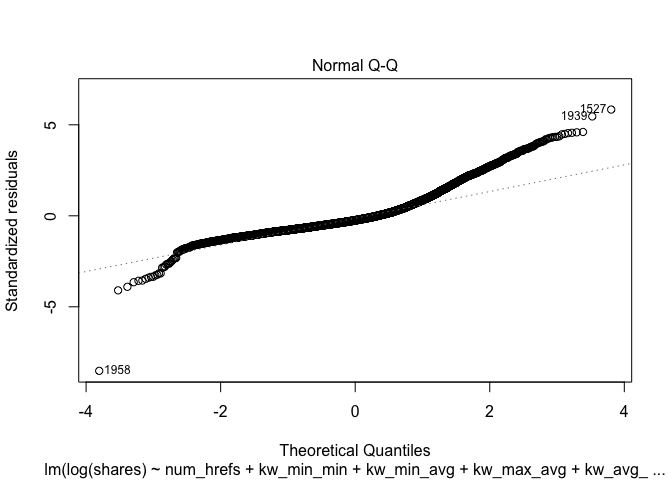 Normal Q-Q
Standardized residuals
5
0
-5
1527
1939
1958
-4
-2
0
2
4
Theoretical Quantiles
lm(log(shares) ~ num_hrefs + kw_min_min + kw_min_avg + kw_max_avg + kw_avg_ ...